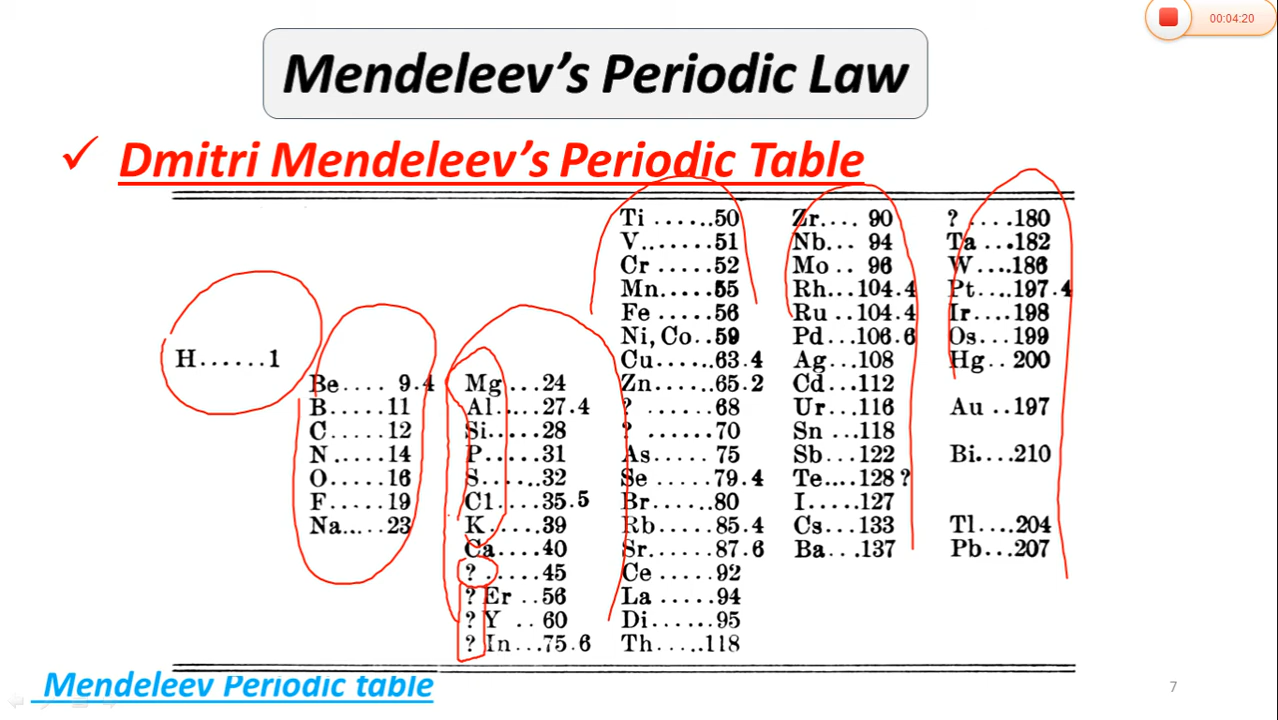 00:04:20
Mendeleev's Periodic Law
✓ Dmitri Mendeleev's Periodic Table
Ti ......50 Zr.... 90 ? ....180
V.......51 Nb... 94 Ta ...182
Cr .....52 Mo .. 96 W....186
Mn.....55 Rh...104.4 Pt....197.4
Fe .....56 Ru ..104.4 Ir....198
Ni, Co..59 Pd...106.6 Os...199
H......1 Cu.....63.4 Ag...108 Hg..200
Be.... 9.4 Mg...24 Zn......65.2 Cd...112
B.....11 Al.....27.4 ? ......68 Ur...116 Au ..197
C.....12 Si.....28 ? ......70 Sn ...118
N.....14 P.....31 As..... 75 Sb...122 Bi....210
O.....16 S......32 Se .....79.4 Te....128?
F.....19 Cl....35.5 Br.....80 I.....127
Na....23 K.....39 Rb.....85.4 Cs...133 Tl....204
Ca....40 Sr.....87.6 Ba...137 Pb...207
? .....45 Ce .....92
?Er ..56 La .....94
?Y ..60 Di......95
?In...75.6 Th.....118
Mendeleev Periodic table
7